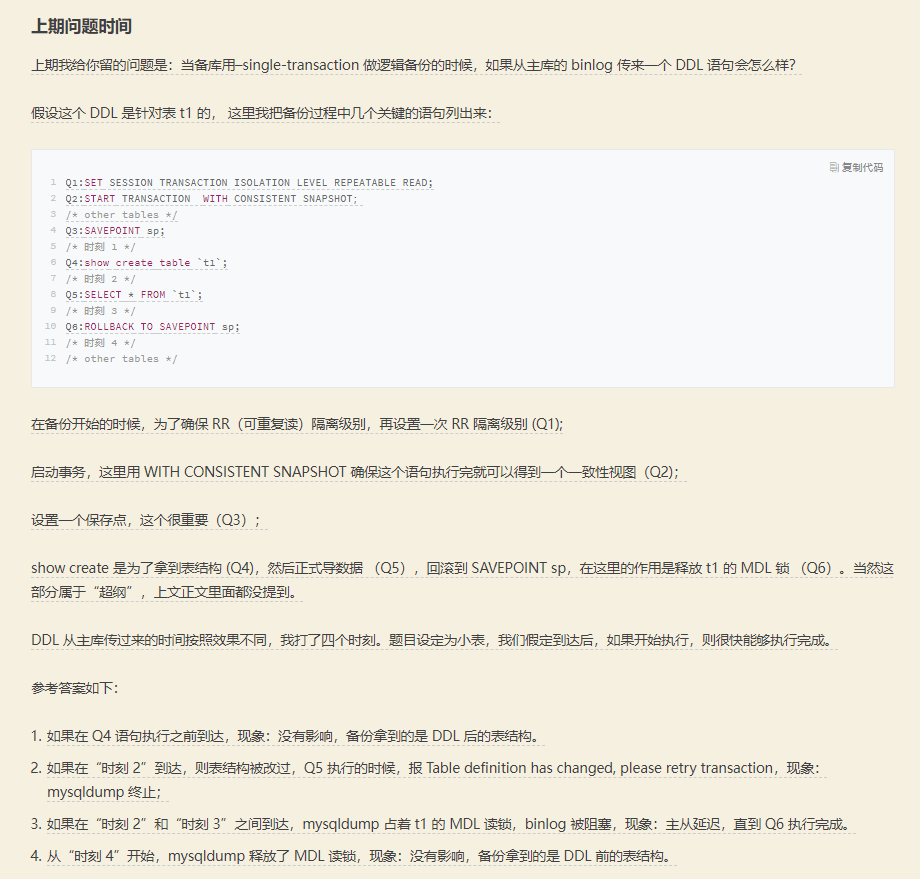 上期问题时间
上期我给你留的问题是：当备库用–single-transaction 做逻辑备份的时候，如果从主库的 binlog 传来一个 DDL 语句会怎么样？
假设这个 DDL 是针对表 t1 的， 这里我把备份过程中几个关键的语句列出来：
复制代码
1 Q1:SET SESSION TRANSACTION ISOLATION LEVEL REPEATABLE READ;
2 Q2:START TRANSACTION  WITH CONSISTENT SNAPSHOT;
3 /* other tables */
4 Q3:SAVEPOINT sp;
5 /* 时刻 1 */
6 Q4:show create table `t1`;
7 /* 时刻 2 */
8 Q5:SELECT * FROM `t1`;
9 /* 时刻 3 */
10 Q6:ROLLBACK TO SAVEPOINT sp;
11 /* 时刻 4 */
12 /* other tables */
在备份开始的时候，为了确保 RR（可重复读）隔离级别，再设置一次 RR 隔离级别 (Q1);
启动事务，这里用 WITH CONSISTENT SNAPSHOT 确保这个语句执行完就可以得到一个一致性视图（Q2);
设置一个保存点，这个很重要（Q3）;
show create 是为了拿到表结构 (Q4)，然后正式导数据 （Q5），回滚到 SAVEPOINT sp，在这里的作用是释放 t1 的 MDL 锁 （Q6）。当然这
部分属于“超纲”，上文正文里面都没提到。
DDL 从主库传过来的时间按照效果不同，我打了四个时刻。题目设定为小表，我们假定到达后，如果开始执行，则很快能够执行完成。
参考答案如下：
1. 如果在 Q4 语句执行之前到达，现象：没有影响，备份拿到的是 DDL 后的表结构。
2. 如果在“时刻 2”到达，则表结构被改过，Q5 执行的时候，报 Table definition has changed, please retry transaction，现象：
mysqldump 终止;
3. 如果在“时刻 2”和“时刻 3”之间到达，mysqldump 占着 t1 的 MDL 读锁，binlog 被阻塞，现象：主从延迟，直到 Q6 执行完成。
4. 从“时刻 4”开始，mysqldump 释放了 MDL 读锁，现象：没有影响，备份拿到的是 DDL 前的表结构。